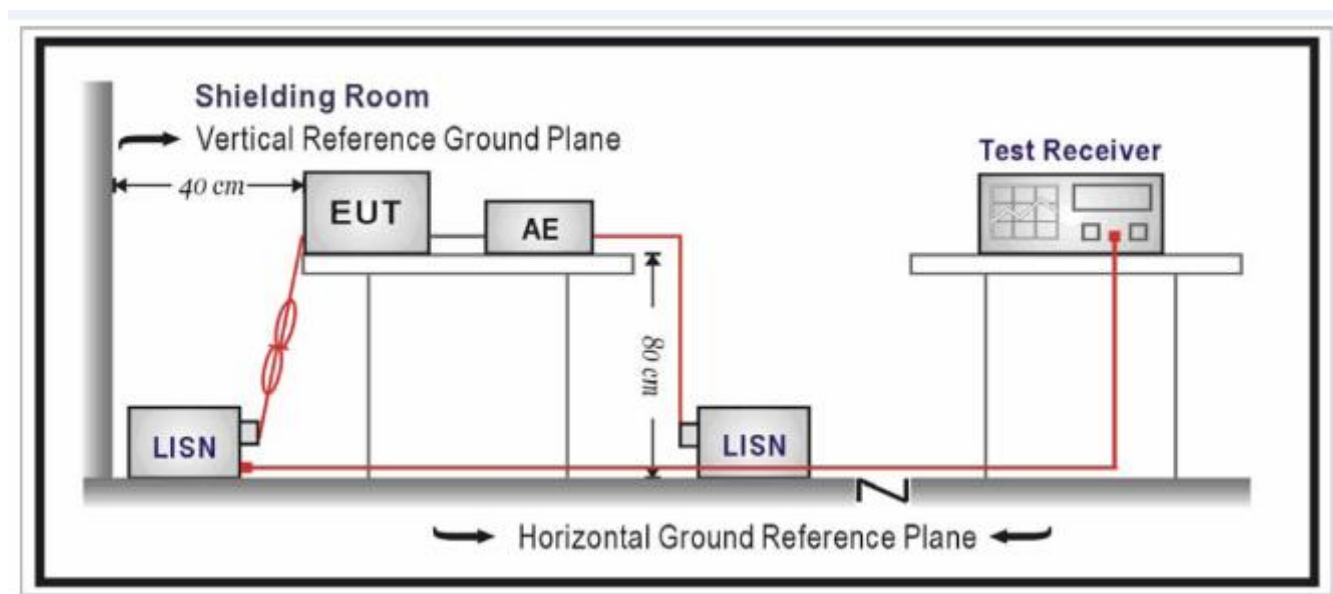 Shielding Room
Vertical Reference Ground Plane
Test Receiver
40 cm
EUT
AE
80 cm
LISN
LISN
Horizontal Ground Reference Plane